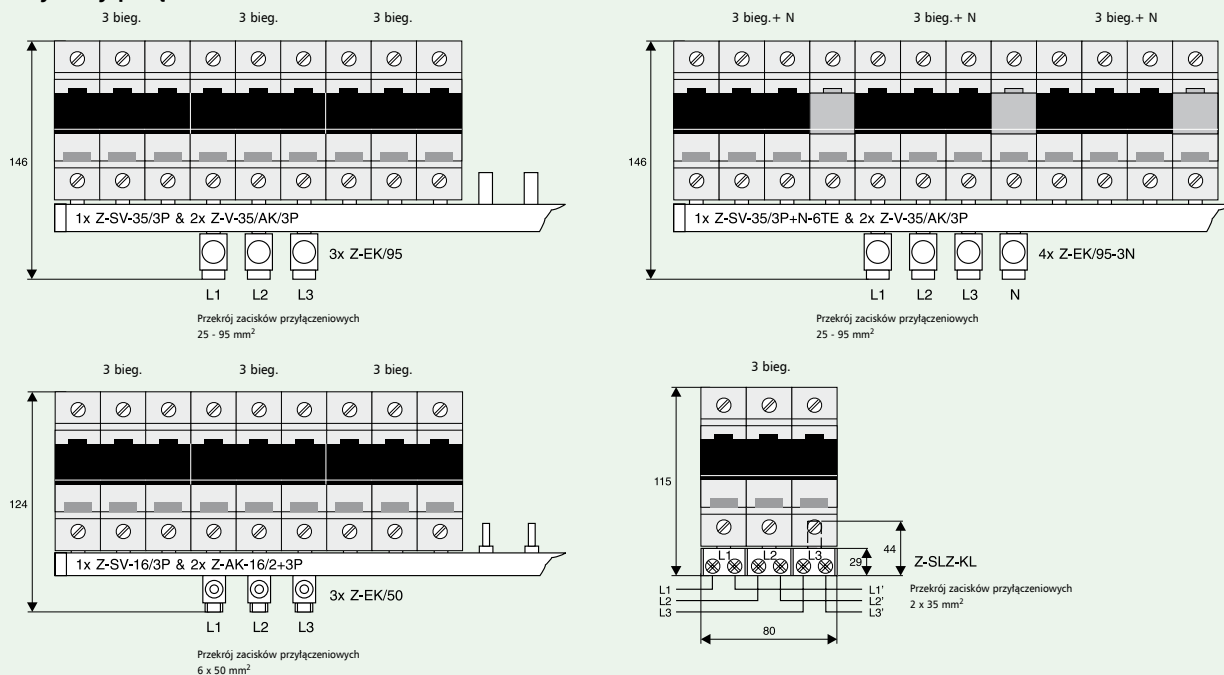 3 bieg. 3 bieg. 3 bieg.
146
1x Z-SV-35/3P & 2x Z-V-35/AK/3P
3x Z-EK/95
L1 L2 L3
Przekrój zacisków przyłączeniowych
25 - 95 mm²
3 bieg.+ N 3 bieg.+ N 3 bieg.+ N
146
1x Z-SV-35/3P+N-6TE & 2x Z-V-35/AK/3P
4x Z-EK/95-3N
L1 L2 L3 N
Przekrój zacisków przyłączeniowych
25 - 95 mm²
3 bieg. 3 bieg. 3 bieg.
124
1x Z-SV-16/3P & 2x Z-AK-16/2+3P
3x Z-EK/50
L1 L2 L3
Przekrój zacisków przyłączeniowych
6 x 50 mm²
3 bieg.
115
L1 L2 L3
29
44
Z-SLZ-KL
L1 L1'
L2 L2'
L3 L3'
Przekrój zacisków przyłączeniowych
2 x 35 mm²
80